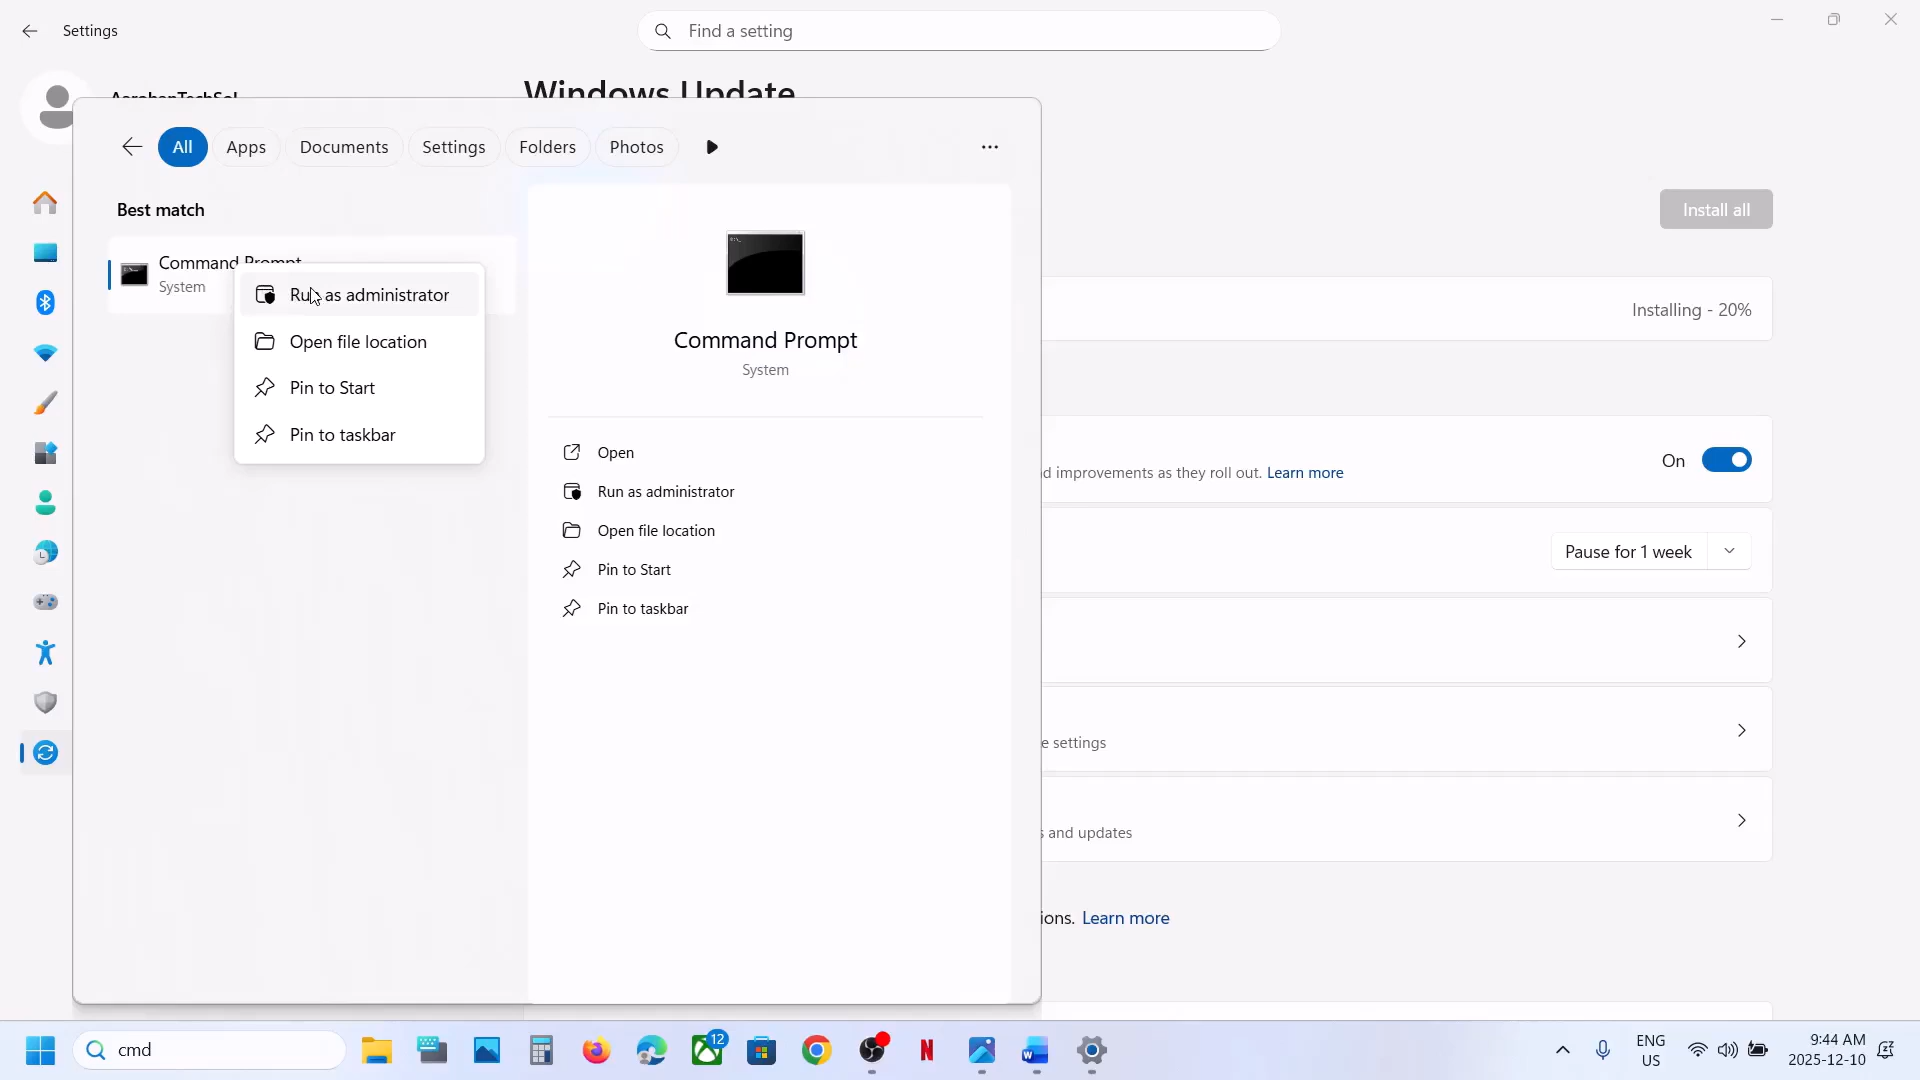 Settings
Find a setting
Windows Update
All
Apps
Documents
Settings
Folders
Photos
Best match
Command Prompt
System
Run as administrator
Open file location
Pin to Start
Pin to taskbar
Command Prompt
System
Open
Run as administrator
Open file location
Pin to Start
Pin to taskbar
Install all
Installing - 20%
d improvements as they roll out. Learn more
On
Pause for 1 week
e settings
s and updates
ions. Learn more
cmd
12
ENG
US
9:44 AM
2025-12-10